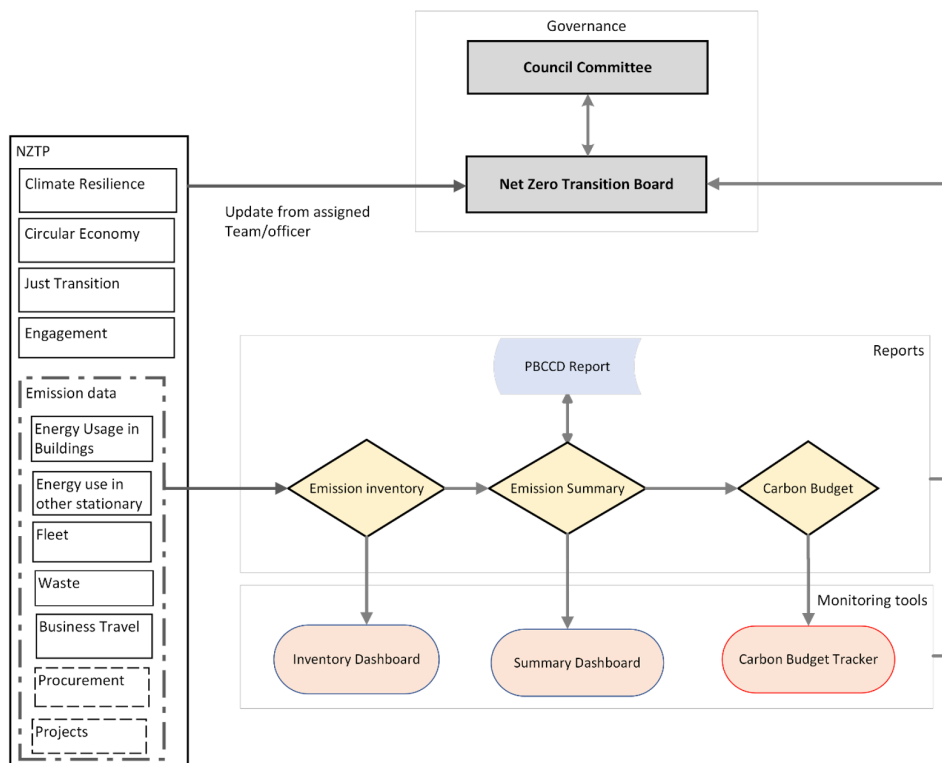 Governance
Council Committee
Net Zero Transition Board
NZTP
Climate Resilience
Circular Economy
Just Transition
Engagement
Update from assigned
Team/officer
Emission data
Energy Usage in
Buildings
Energy use in
other stationary
Fleet
Waste
Business Travel
Procurement
Projects
Reports
PBCCD Report
Emission inventory
Emission Summary
Carbon Budget
Monitoring tools
Inventory Dashboard
Summary Dashboard
Carbon Budget Tracker